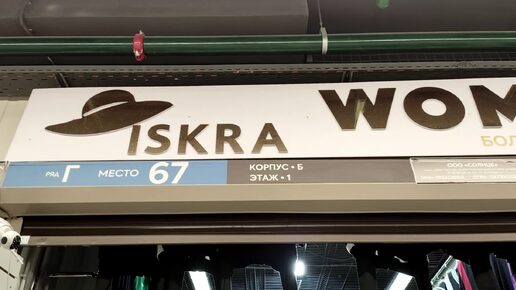 ISKRA
WOM
БОЛ
РЯД Г МЕСТО 67
КОРПУС • Б
ЭТАЖ • 1
ООО «СОЛНЦЕ»